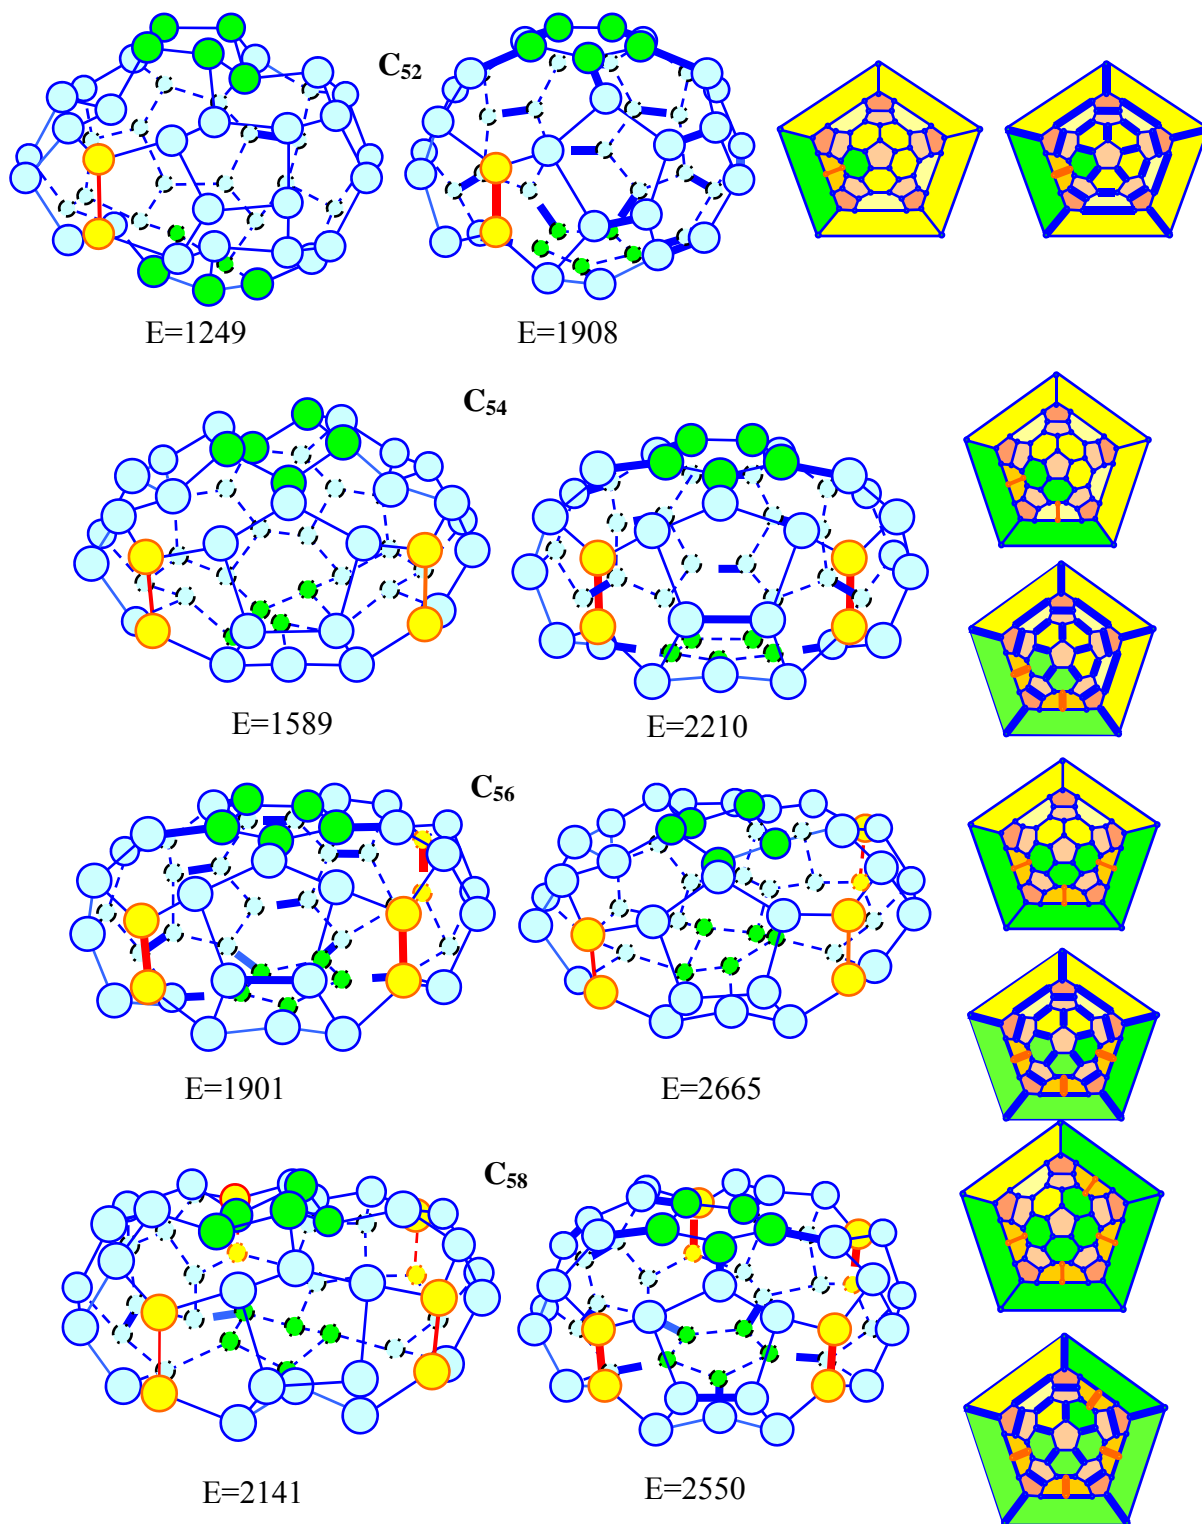 C₅₂
E=1249
E=1908
C₅₄
E=1589
E=2210
C₅₆
E=1901
E=2665
C₅₈
E=2141
E=2550